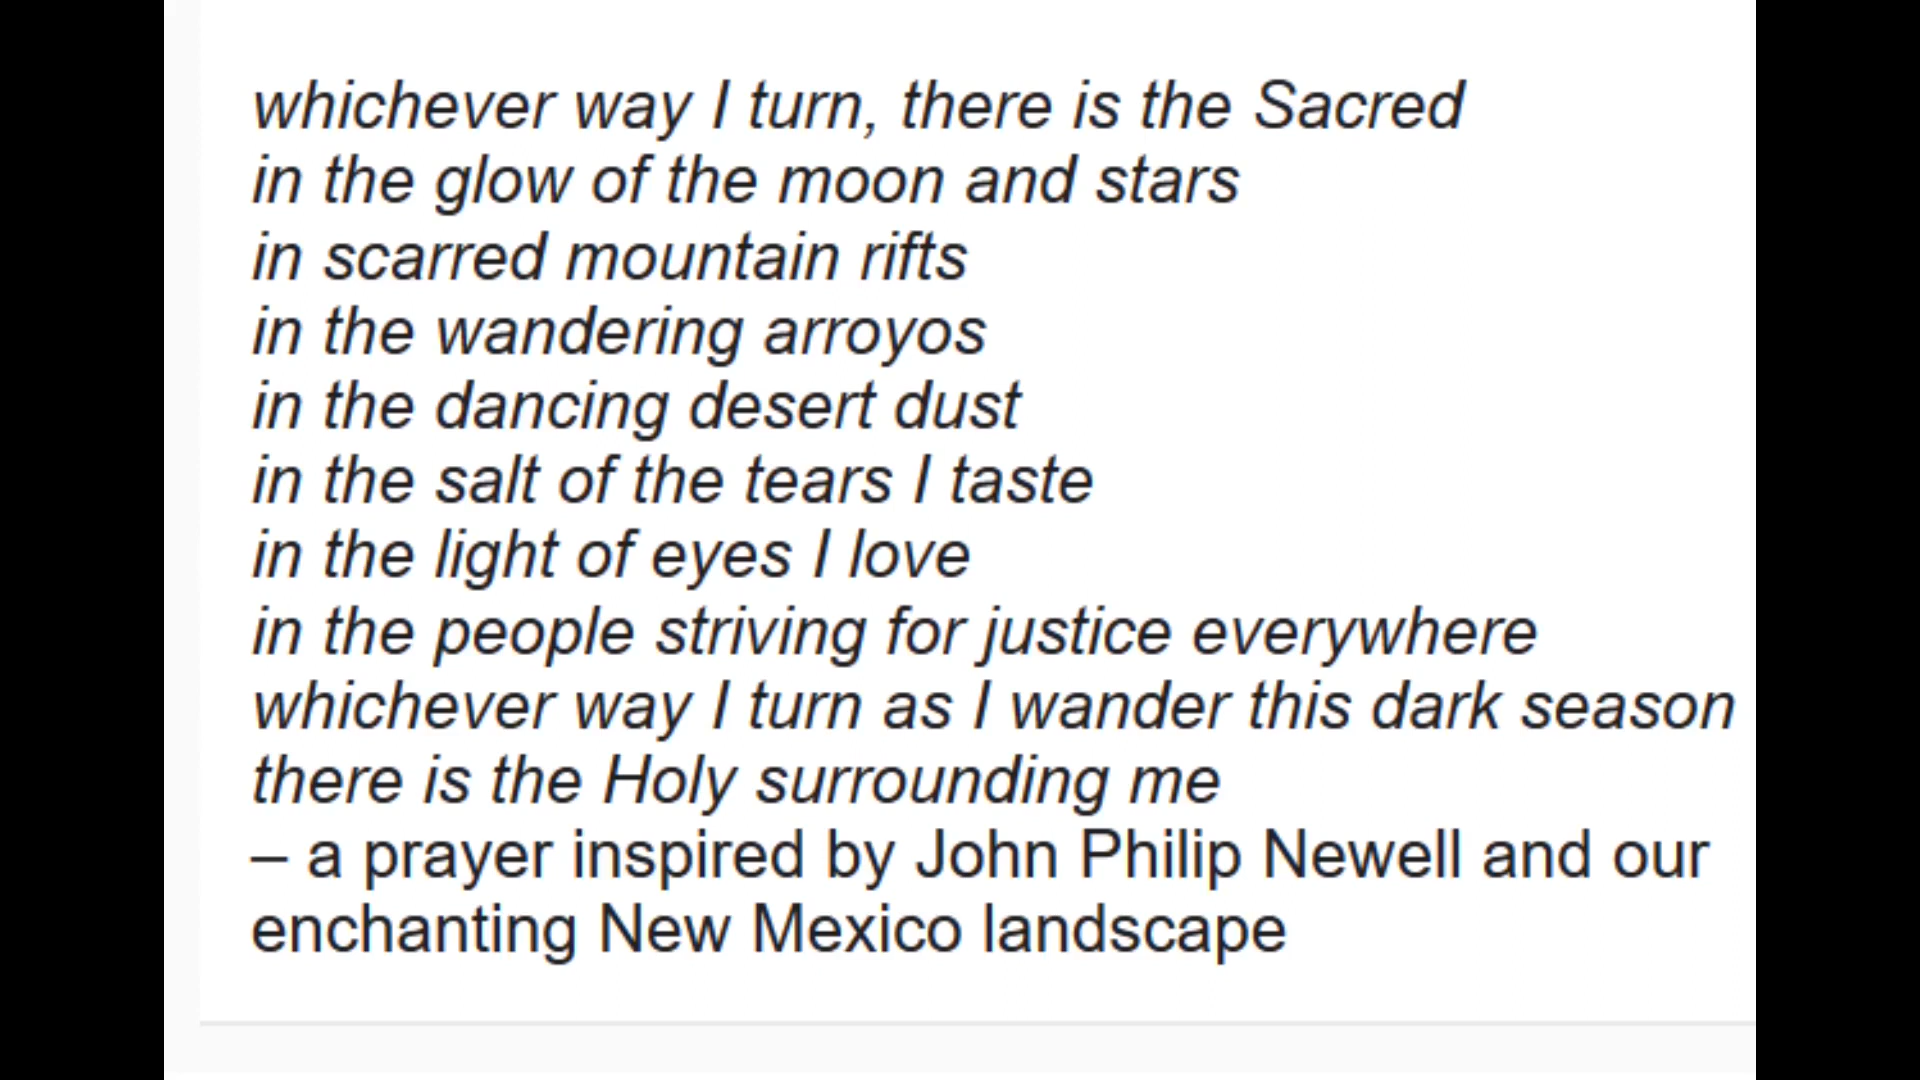 whichever way I turn, there is the Sacred
in the glow of the moon and stars
in scarred mountain rifts
in the wandering arroyos
in the dancing desert dust
in the salt of the tears I taste
in the light of eyes I love
in the people striving for justice everywhere
whichever way I turn as I wander this dark season
there is the Holy surrounding me
– a prayer inspired by John Philip Newell and our
enchanting New Mexico landscape